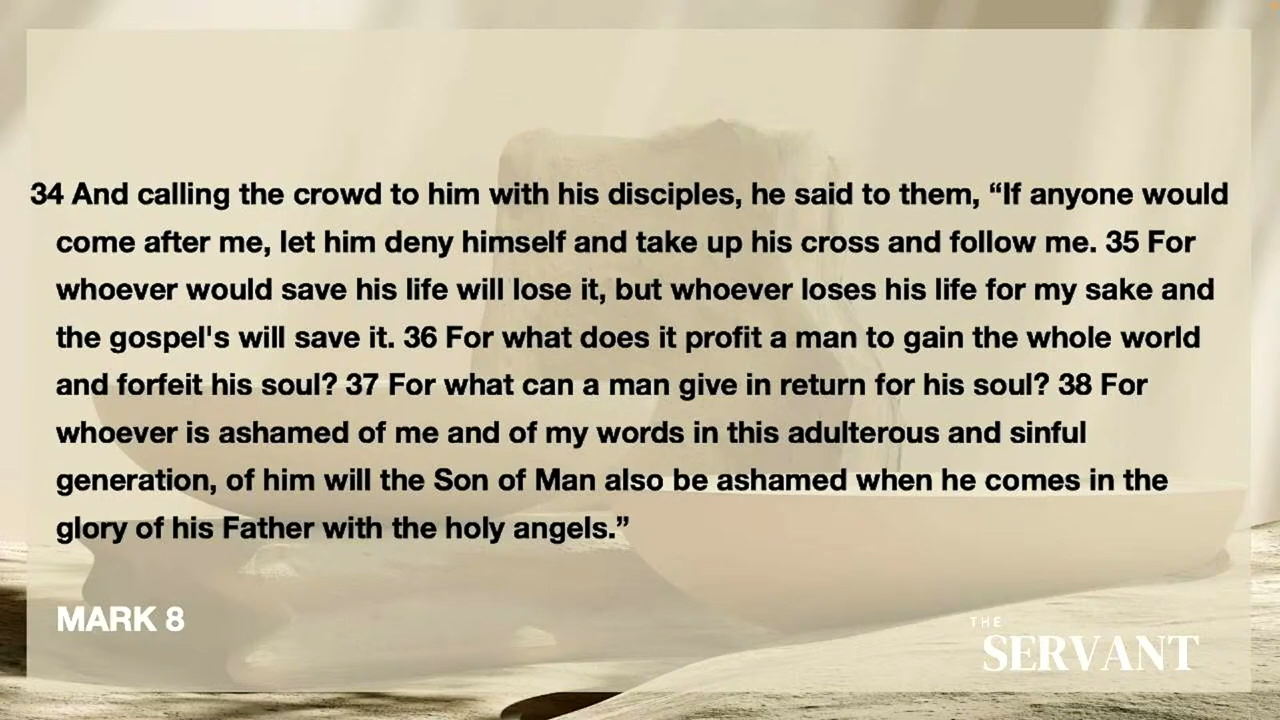 34 And calling the crowd to him with his disciples, he said to them, “If anyone would
come after me, let him deny himself and take up his cross and follow me. 35 For
whoever would save his life will lose it, but whoever loses his life for my sake and
the gospel's will save it. 36 For what does it profit a man to gain the whole world
and forfeit his soul? 37 For what can a man give in return for his soul? 38 For
whoever is ashamed of me and of my words in this adulterous and sinful
generation, of him will the Son of Man also be ashamed when he comes in the
glory of his Father with the holy angels.”
MARK 8
THE
SERVANT